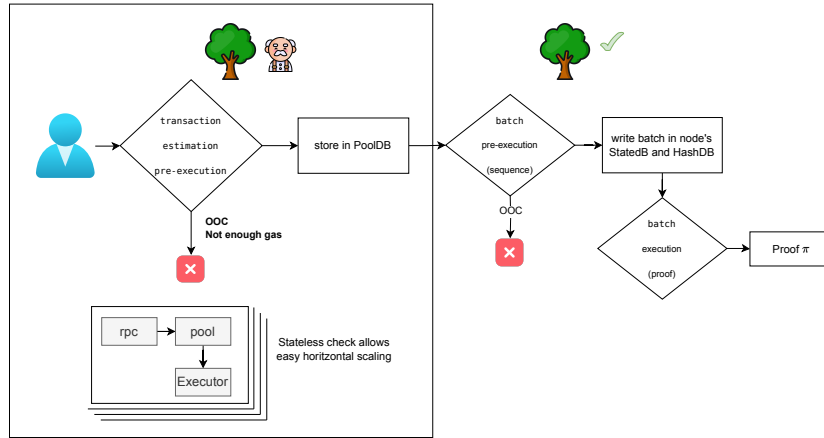 transaction
estimation
pre-execution
store in PoolDB
OOC
Not enough gas
batch
pre-execution
(sequence)
OOC
write batch in node's
StatedB and HashDB
batch
execution
(proof)
Proof π
rpc
pool
Executor
Stateless check allows
easy horitzontal scaling